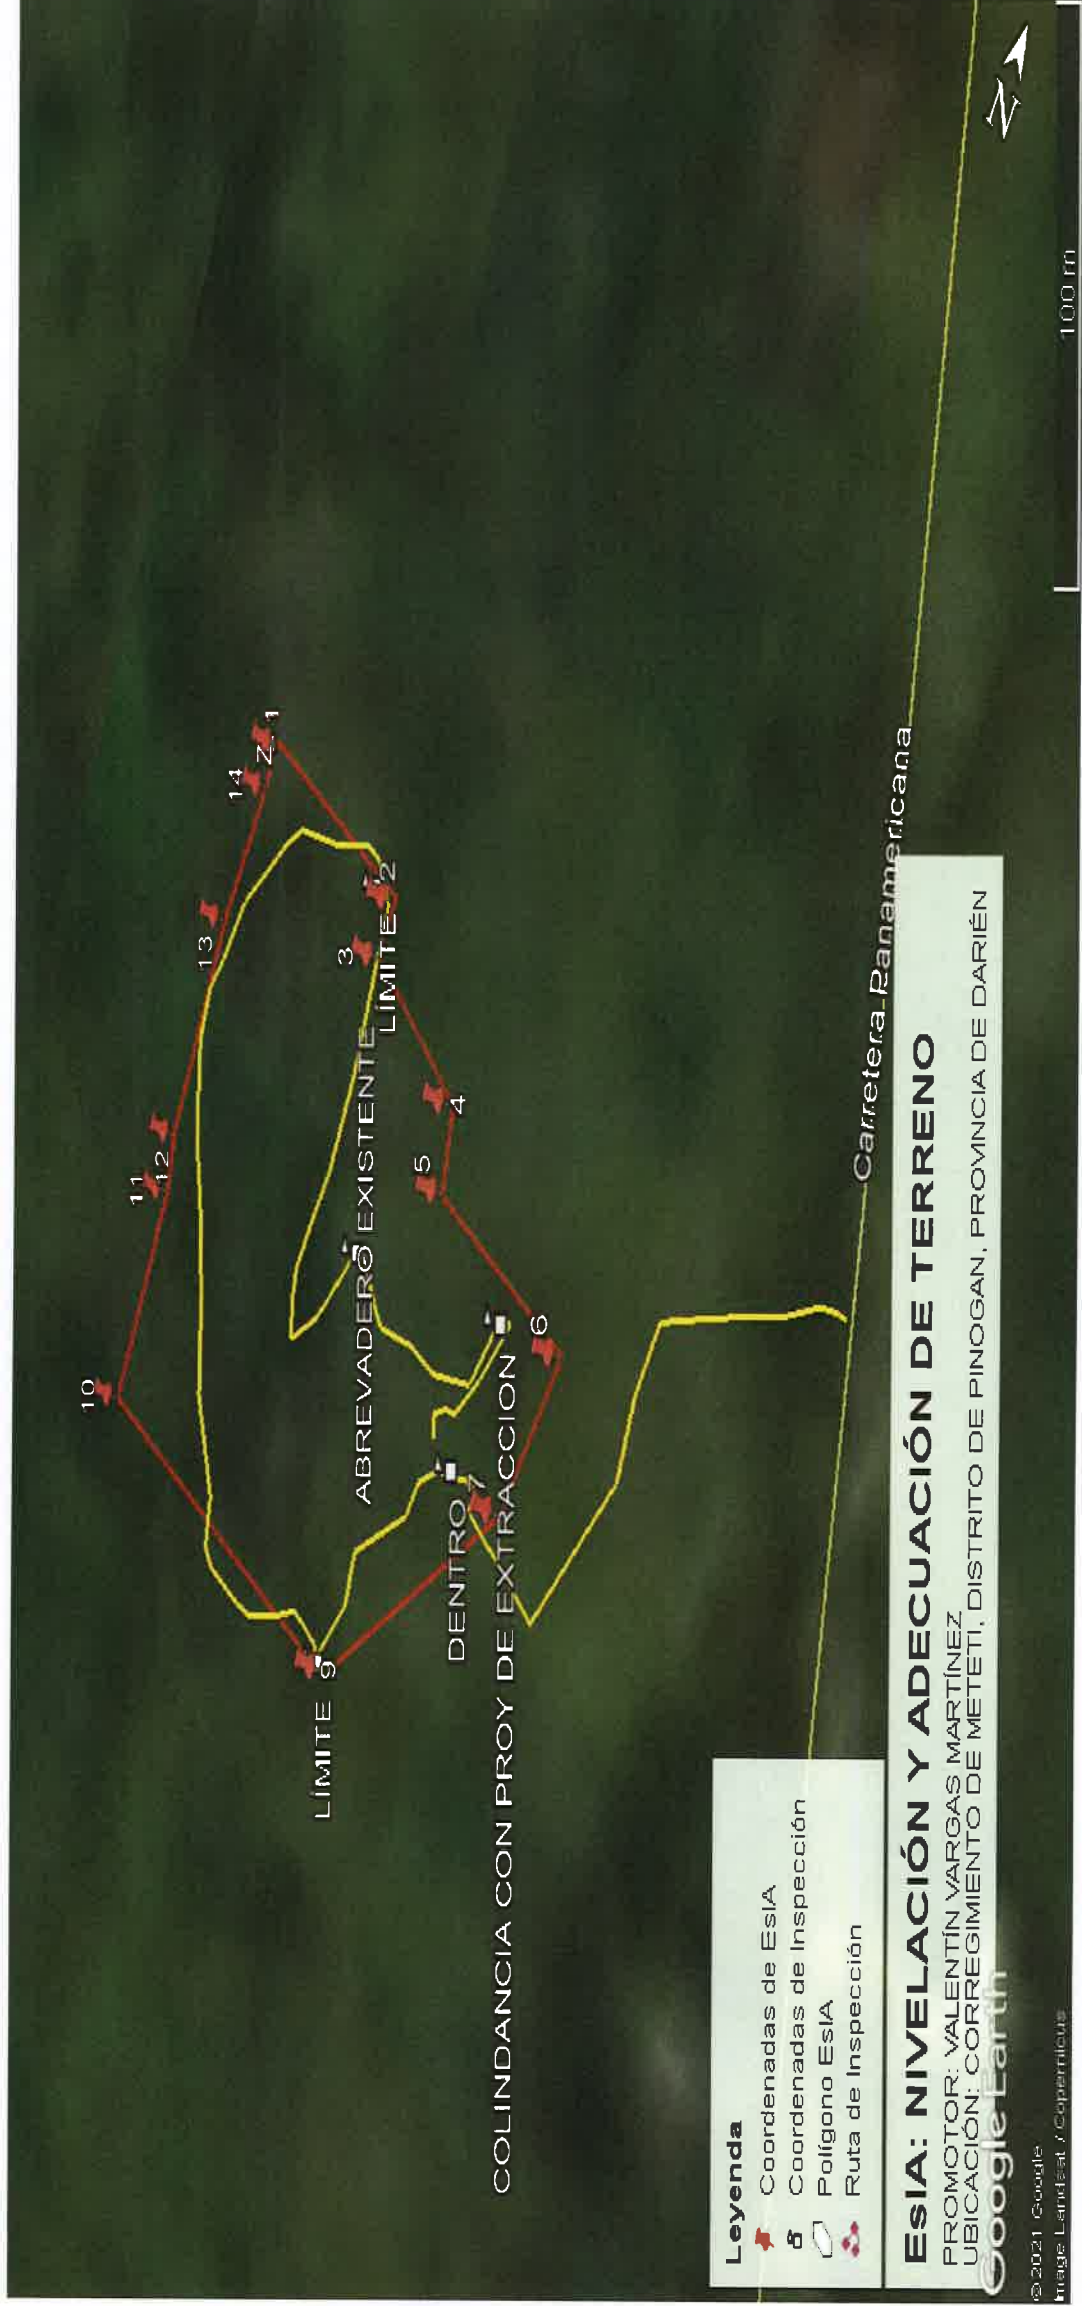 10
11
12
13
14
Z 1
LÍMITE 9
ABREVADERO EXISTENTE
3
LÍMITE
2
DENTRO
7
5
4
6
COLINDANCIA CON PROY DE EXTRACCION
Carretera Panamericana
Leyenda
Coordenadas de EsIA
Coordenadas de Inspección
Polígono EsIA
Ruta de Inspección
EsIA: NIVELACIÓN Y ADECUACIÓN DE TERRENO
PROMOTOR: VALENTÍN VARGAS MARTÍNEZ
UBICACIÓN: CORREGIMIENTO DE METETI, DISTRITO DE PINOGAN, PROVINCIA DE DARIÉN
Google Earth
©2021 Google
Image Landsat / Copernicus
N
100 m